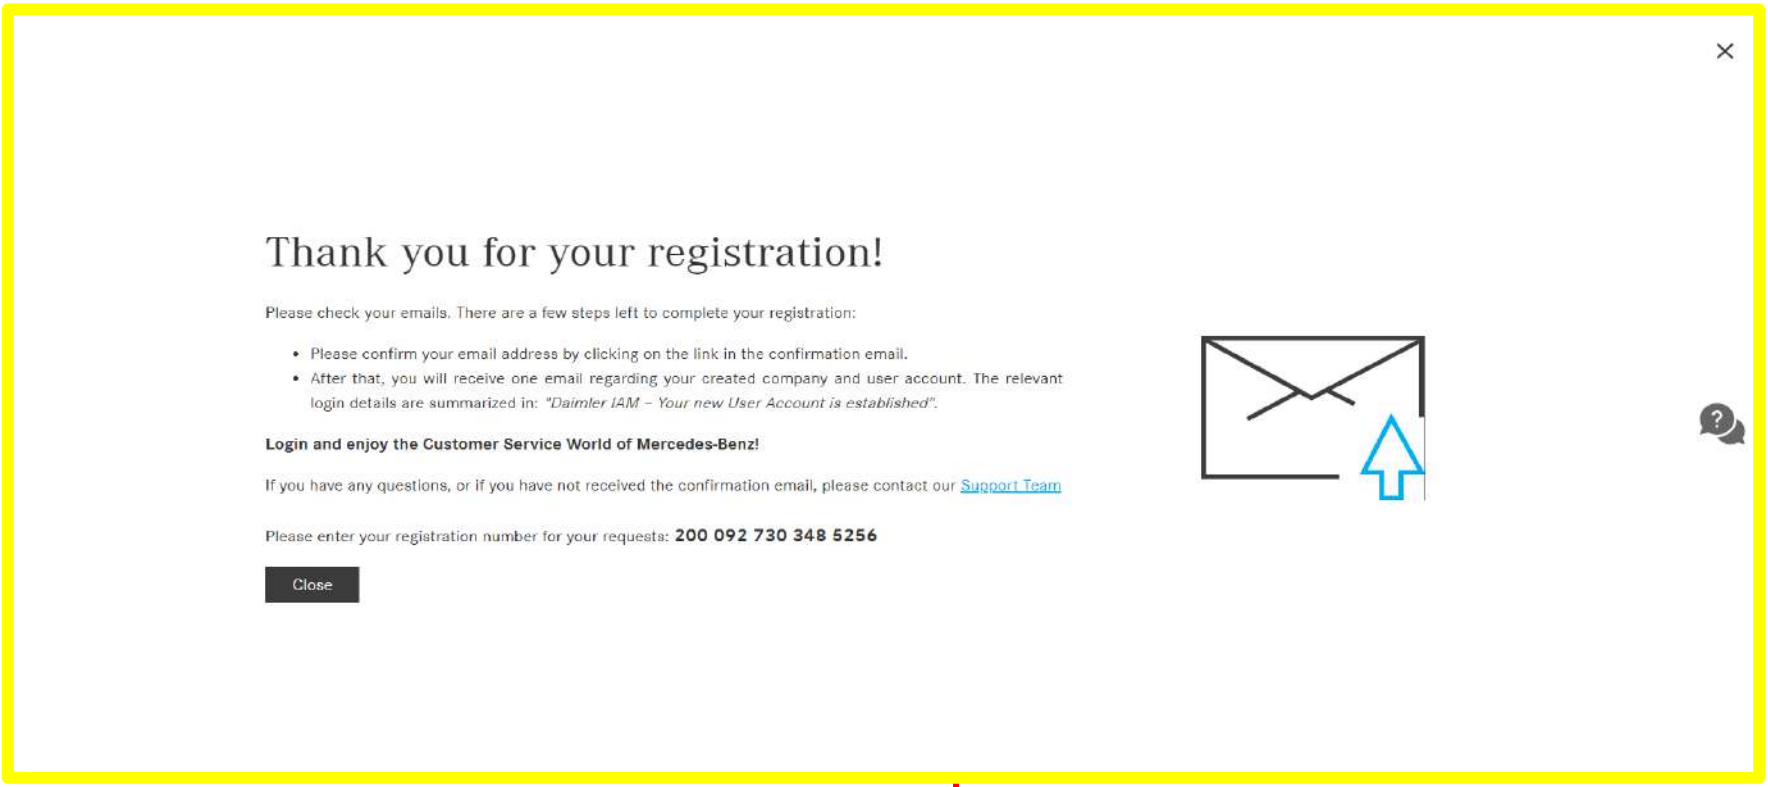 Thank you for your registration!
Please check your emails. There are a few steps left to complete your registration:
• Please confirm your email address by clicking on the link in the confirmation email.
• After that, you will receive one email regarding your created company and user account. The relevant
login details are summarized in: "Daimler IAM – Your new User Account is established".
Login and enjoy the Customer Service World of Mercedes-Benz!
If you have any questions, or if you have not received the confirmation email, please contact our Support Team
Please enter your registration number for your requests: 200 092 730 348 5256
Close